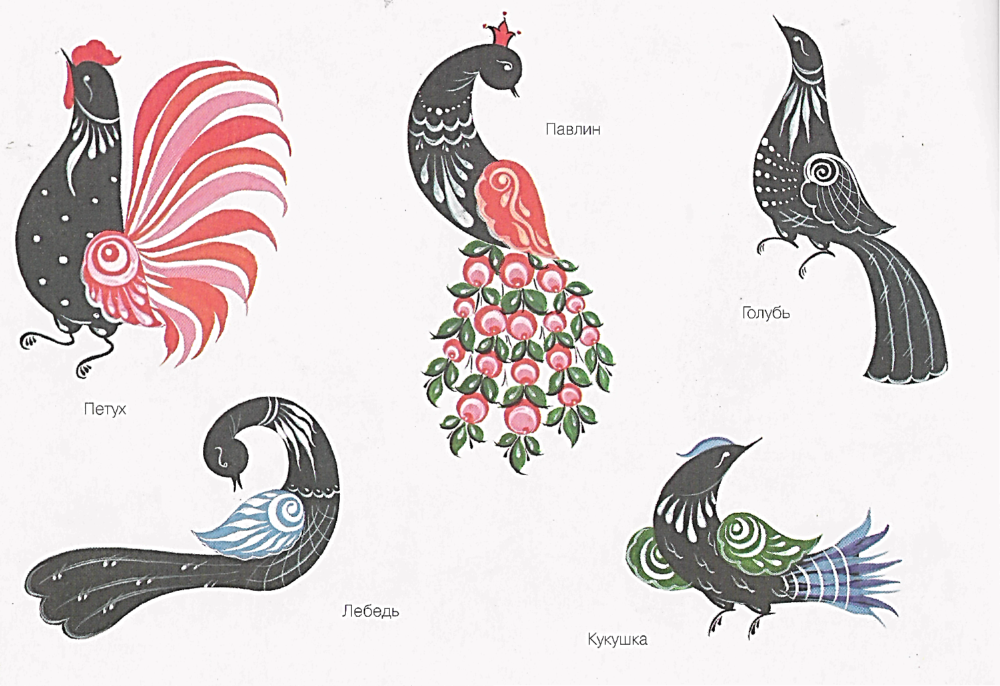 Павлин
Голубь
Петух
Лебедь
Кукушка